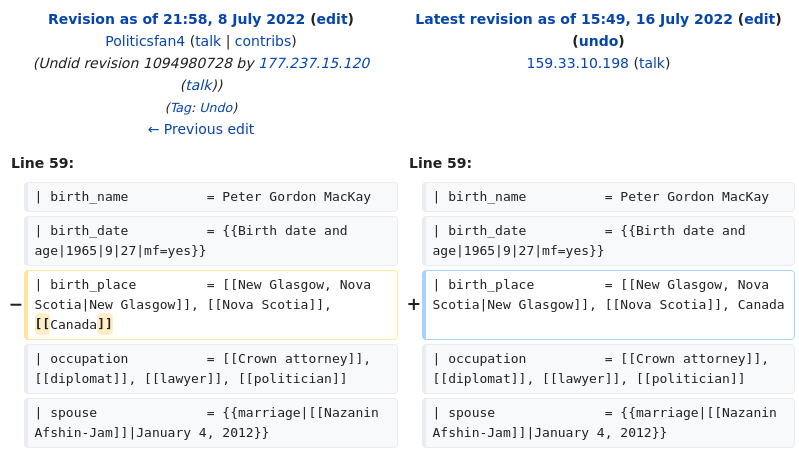 Revision as of 21:58, 8 July 2022 (edit)
Politicsfan4 (talk | contribs)
(Undid revision 1094980728 by 177.237.15.120
(talk))
(Tag: Undo)
← Previous edit
Latest revision as of 15:49, 16 July 2022 (edit)
(undo)
159.33.10.198 (talk)
Line 59:
| birth_name         = Peter Gordon MacKay
| birth_date         = {{Birth date and
age|1965|9|27|mf=yes}}
− | birth_place        = [[New Glasgow, Nova
Scotia|New Glasgow]], [[Nova Scotia]],
[[Canada]]
| occupation         = [[Crown attorney]],
[[diplomat]], [[lawyer]], [[politician]]
| spouse             = {{marriage|[[Nazanin
Afshin-Jam]]|January 4, 2012}}
Line 59:
| birth_name         = Peter Gordon MacKay
| birth_date         = {{Birth date and
age|1965|9|27|mf=yes}}
+ | birth_place        = [[New Glasgow, Nova
Scotia|New Glasgow]], [[Nova Scotia]], Canada
| occupation         = [[Crown attorney]],
[[diplomat]], [[lawyer]], [[politician]]
| spouse             = {{marriage|[[Nazanin
Afshin-Jam]]|January 4, 2012}}